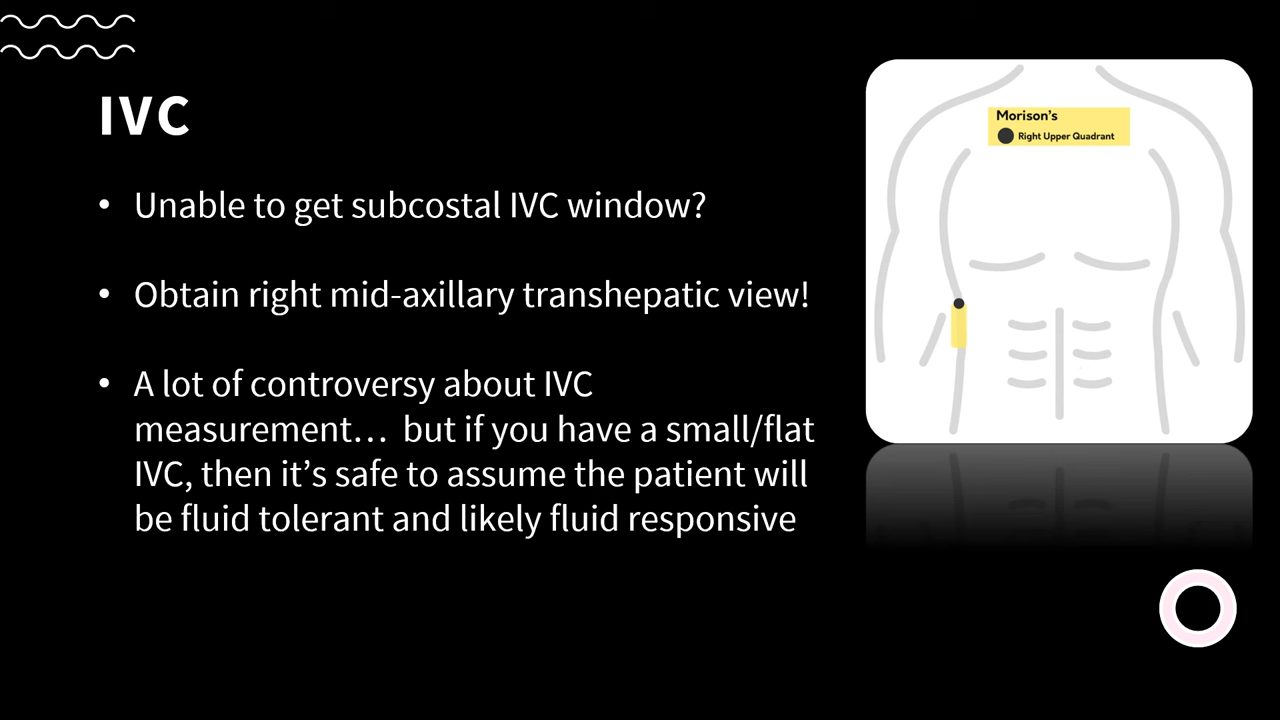 IVC
• Unable to get subcostal IVC window?
• Obtain right mid-axillary transhepatic view!
• A lot of controversy about IVC
measurement… but if you have a small/flat
IVC, then it’s safe to assume the patient will
be fluid tolerant and likely fluid responsive
Morison’s
Right Upper Quadrant